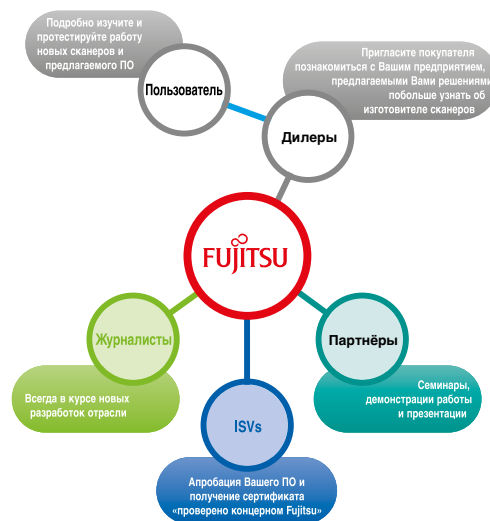 Подробно изучите и
протестируйте работу
новых сканеров и
предлагаемого ПО
Пользователь
Пригласите покупателя
познакомиться с Вашим предприятием,
предлагаемыми Вами решениями
побольше узнать об
изготовителе сканеров
Дилеры
FUJITSU
Журналисты
Всегда в курсе новых
разработок отрасли
Партнёры
Семинары,
демонстрации работы
и презентации
ISVs
Апробация Вашего ПО и
получение сертификата
«проверено концерном Fujitsu»